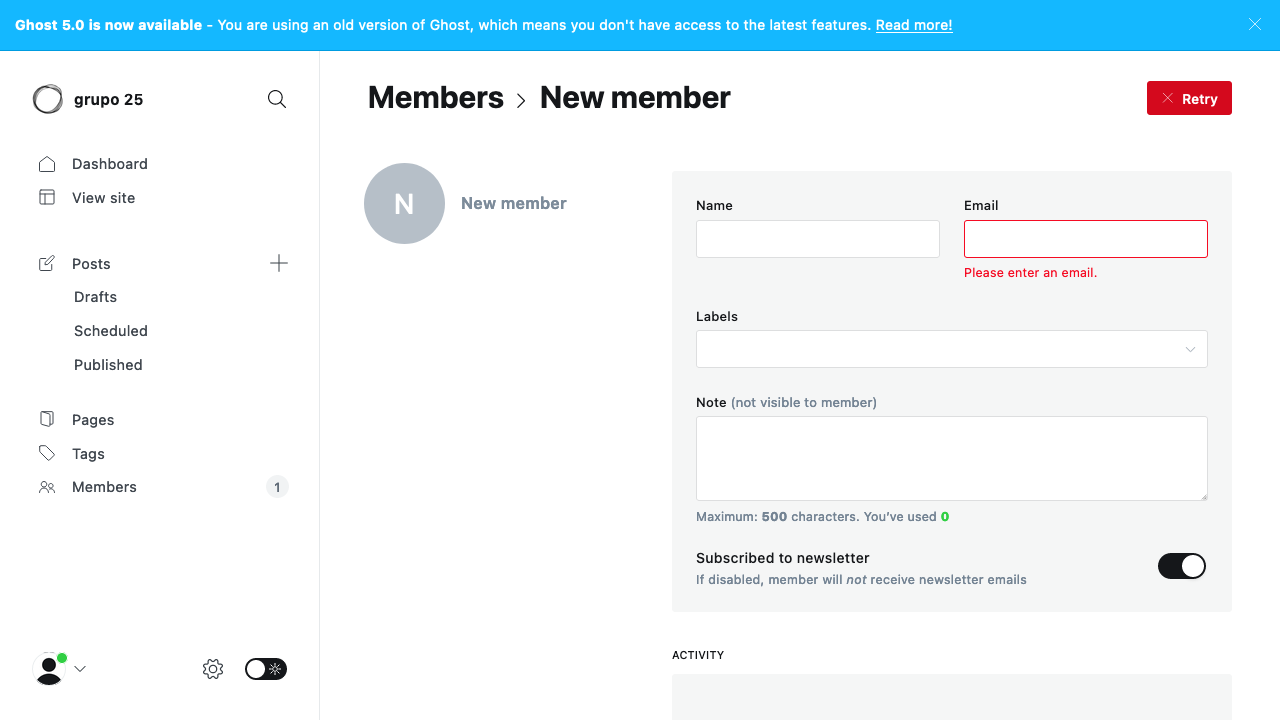 Ghost 5.0 is now available - You are using an old version of Ghost, which means you don't have access to the latest features. Read more!
grupo 25
Dashboard
View site
Posts
Drafts
Scheduled
Published
Pages
Tags
Members 1
Members > New member
Retry
N
New member
Name
Email
Please enter an email.
Labels
Note (not visible to member)
Maximum: 500 characters. You've used 0
Subscribed to newsletter
If disabled, member will not receive newsletter emails
ACTIVITY